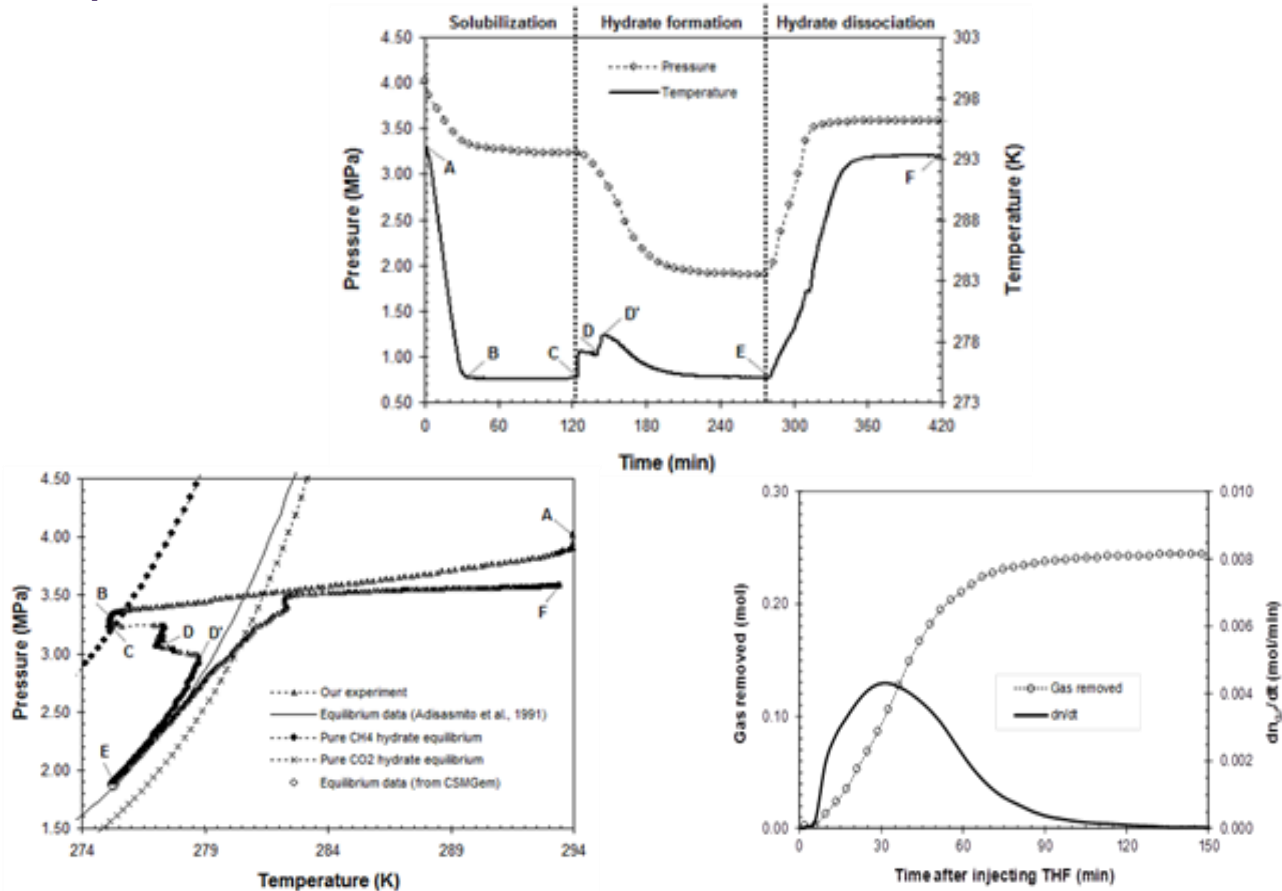 Solubilization Hydrate formation Hydrate dissociation
4.50 303
4.00 298
3.50 293
3.00 288
2.50 283
2.00
1.50 278
1.00
0.50 273
Pressure
Temperature
A
B
C
D
D'
E
F
Pressure (MPa)
Temperature (K)
0 60 120 180 240 300 360 420
Time (min)
4.50
4.00
3.50
3.00
2.50
2.00
1.50
A
B
C
D
D'
E
F
Our experiment
Equilibrium data (Adisasmito et al., 1991)
Pure CH4 hydrate equilibrium
Pure CO2 hydrate equilibrium
Equilibrium data (from CSMGem)
Pressure (MPa)
274 279 284 289 294
Temperature (K)
0.30 0.010
0.008
0.20
0.006
0.004
0.10
0.002
0.00 0.000
Gas removed
dn/dt
Gas removed (mol)
(mol/min)
0 30 60 90 120 150
Time after injecting THF (min)